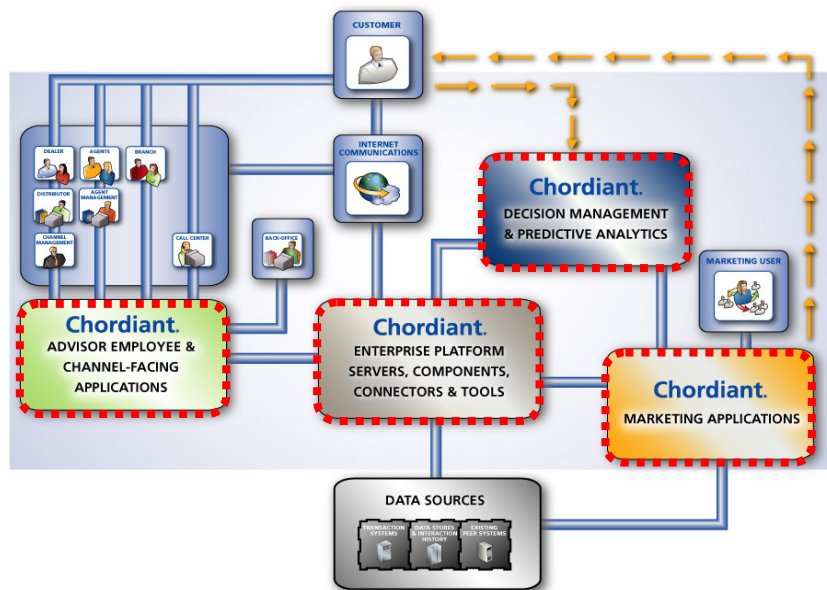 CUSTOMER
INTERNET
COMMUNICATIONS
DEALER
AGENTS
BRANCH
DISTRIBUTOR
AGENT
MANAGEMENT
CHANNEL
MANAGEMENT
CALL CENTER
BACK-OFFICE
Chordiant.
DECISION MANAGEMENT
& PREDICTIVE ANALYTICS
MARKETING USER
Chordiant.
ADVISOR EMPLOYEE &
CHANNEL-FACING
APPLICATIONS
Chordiant.
ENTERPRISE PLATFORM
SERVERS, COMPONENTS,
CONNECTORS & TOOLS
Chordiant.
MARKETING APPLICATIONS
DATA SOURCES
TRANSACTION
SYSTEMS
DATA STORES
& INTERACTION
HISTORY
EXISTING
PEER SYSTEMS